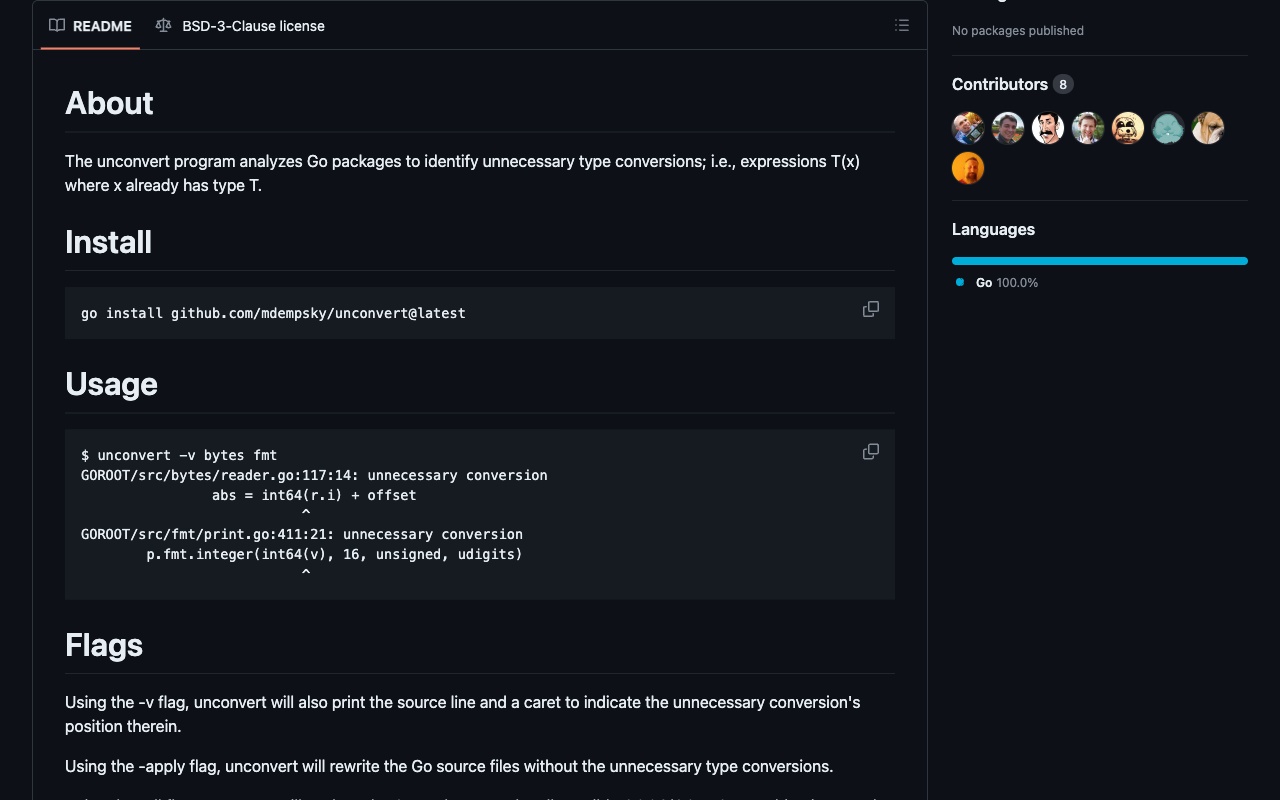 README
BSD-3-Clause license
About
The unconvert program analyzes Go packages to identify unnecessary type conversions; i.e., expressions T(x)
where x already has type T.
Install
go install github.com/mdempsky/unconvert@latest
Usage
$ unconvert -v bytes fmt
GOROOT/src/bytes/reader.go:117:14: unnecessary conversion
                abs = int64(r.i) + offset
                           ^
GOROOT/src/fmt/print.go:411:21: unnecessary conversion
        p.fmt.integer(int64(v), 16, unsigned, udigits)
                           ^
Flags
Using the -v flag, unconvert will also print the source line and a caret to indicate the unnecessary conversion's
position therein.
Using the -apply flag, unconvert will rewrite the Go source files without the unnecessary type conversions.
No packages published
Contributors 8
Languages
Go 100.0%